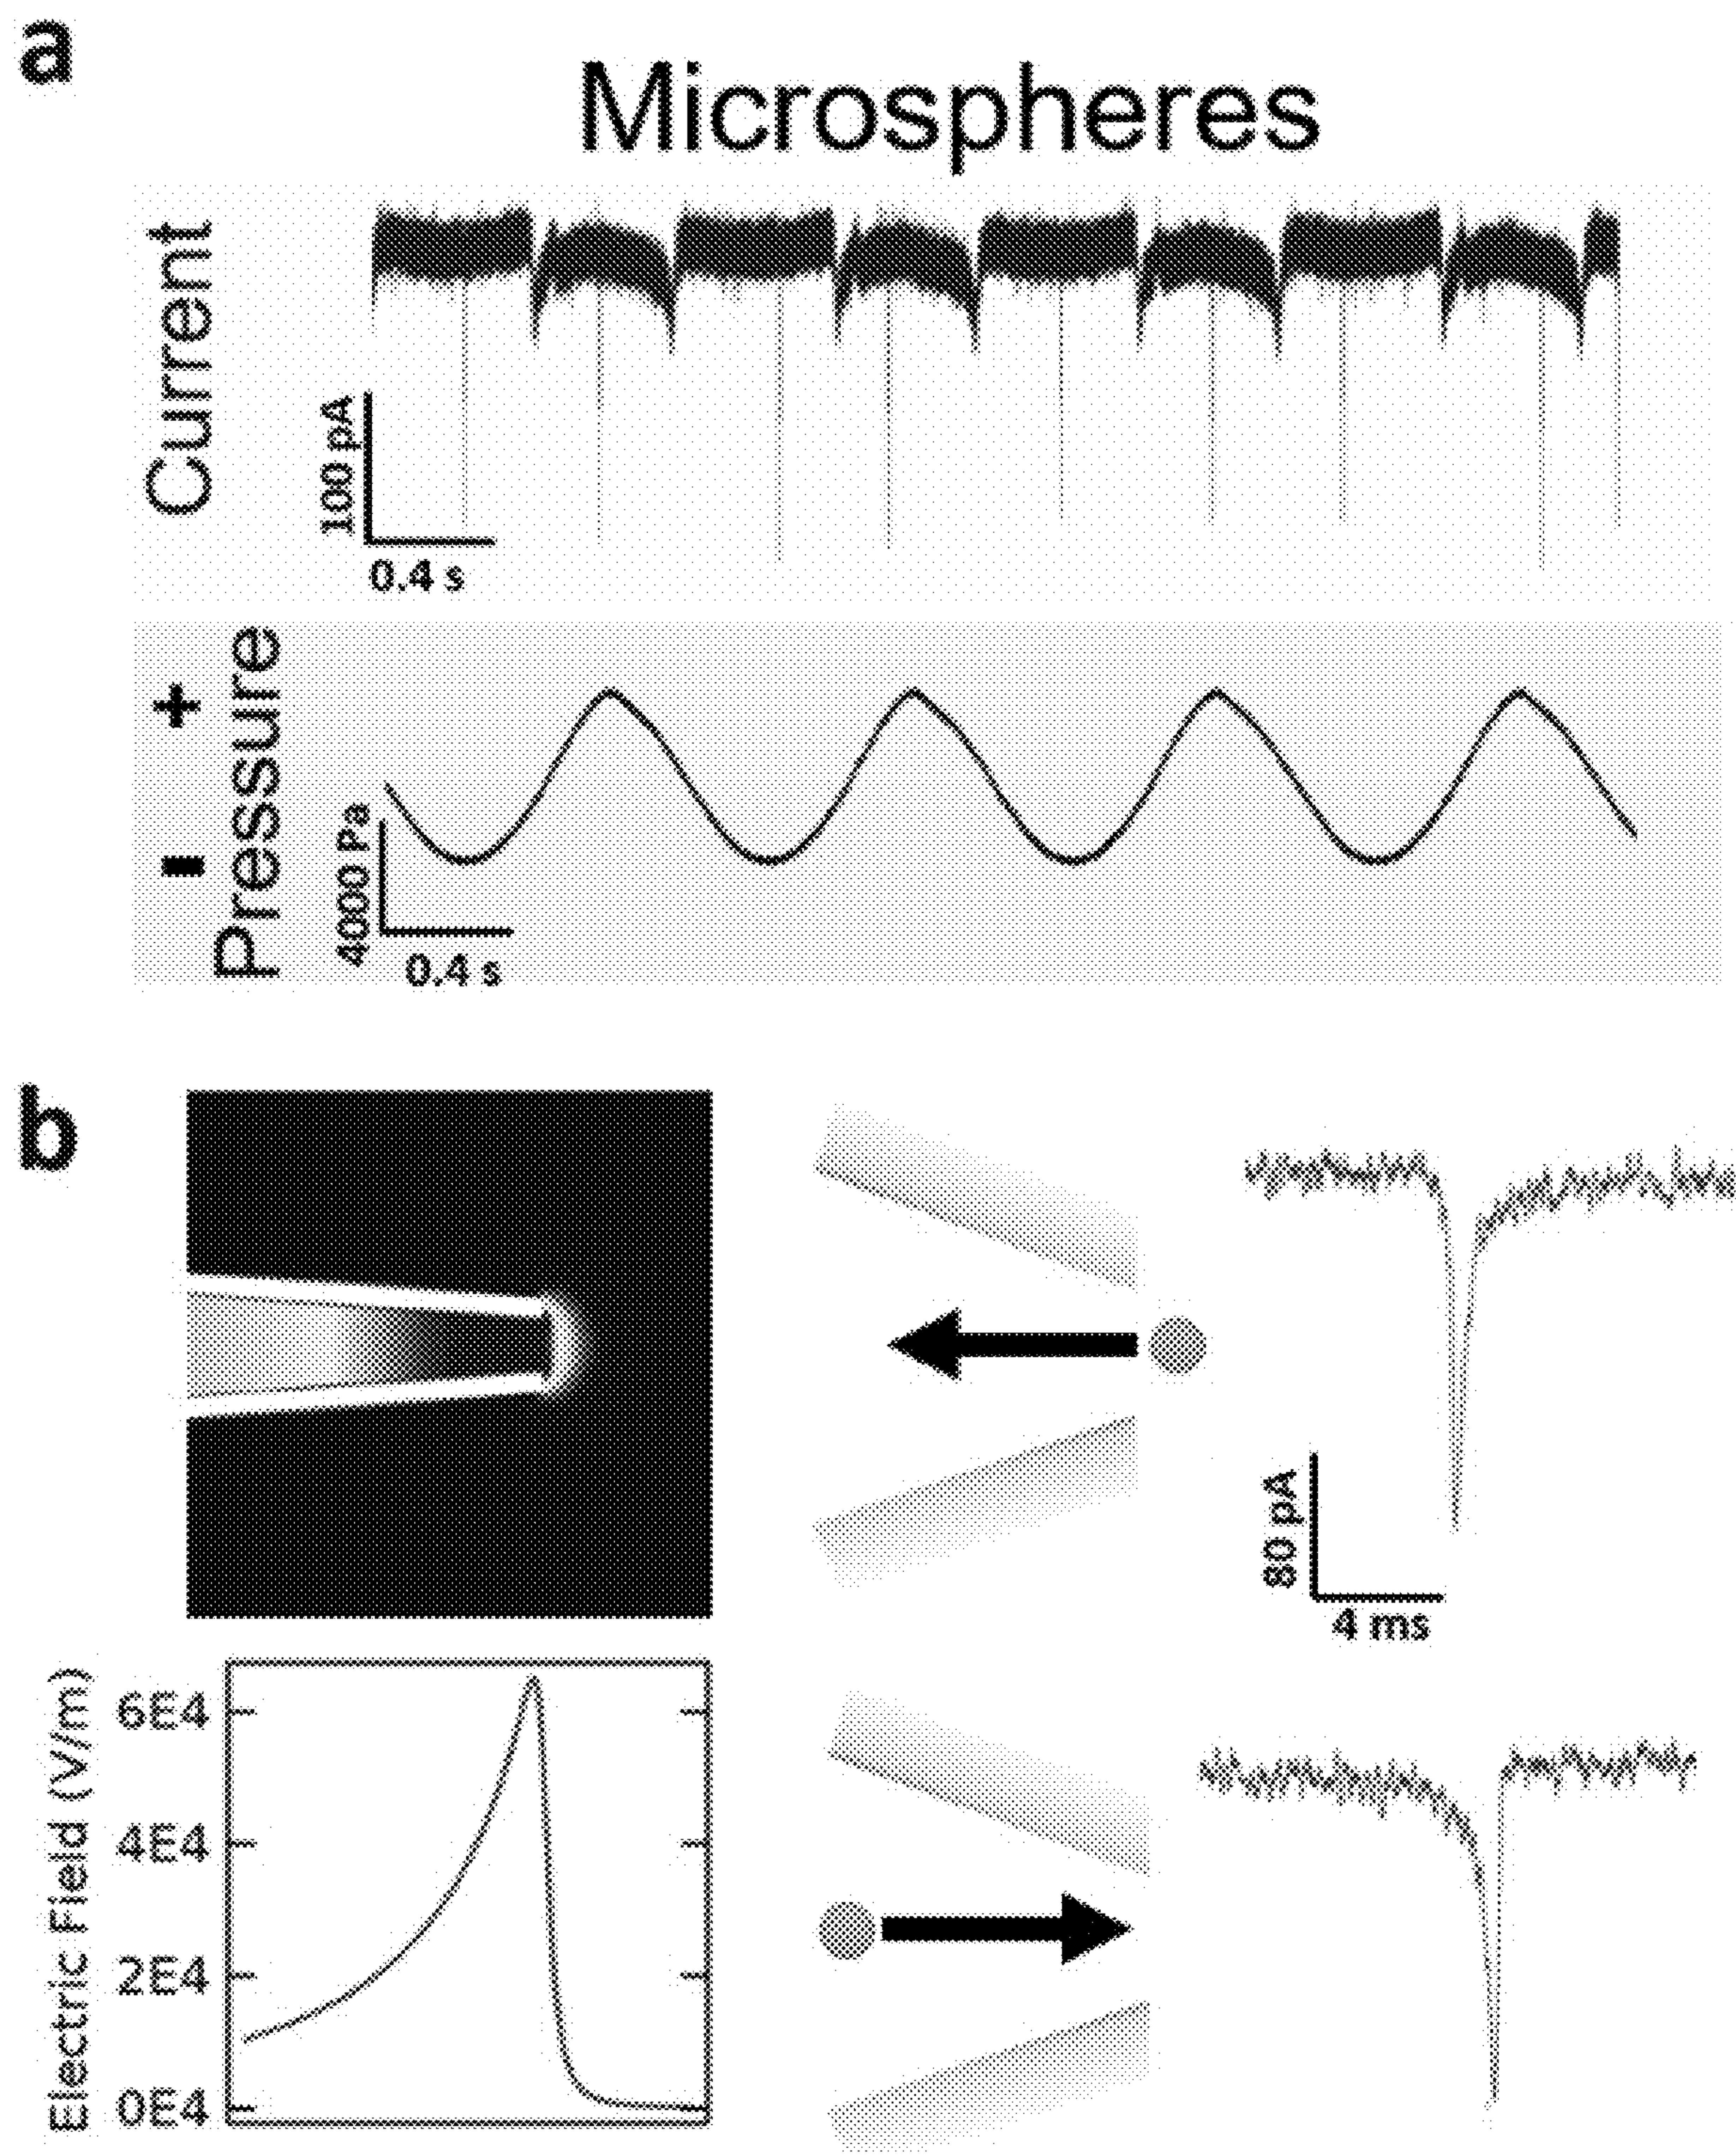 a
Microspheres
Current
100 pA
0.4 s
- +
Pressure
4000 Pa
0.4 s
b
80 pA
4 ms
Electric Field (V/m)
6E4
4E4
2E4
0E4